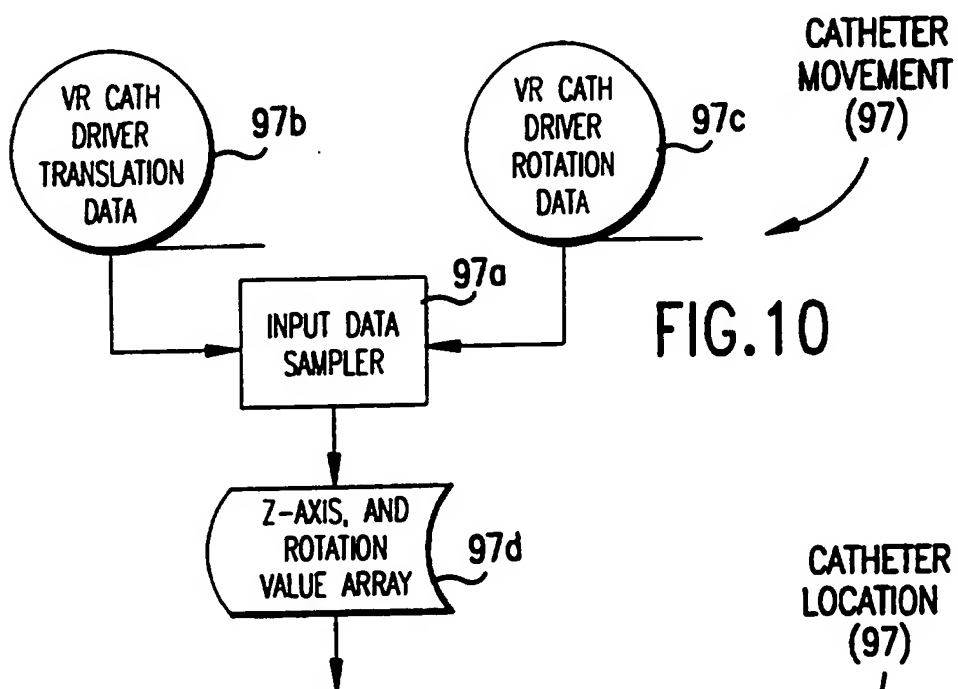 CATHETER
MOVEMENT
(97)
VR CATH
DRIVER
TRANSLATION
DATA
97b
VR CATH
DRIVER
ROTATION
DATA
97c
97a
INPUT DATA
SAMPLER
FIG.10
Z-AXIS, AND
ROTATION
VALUE ARRAY
97d
CATHETER
LOCATION
(97)